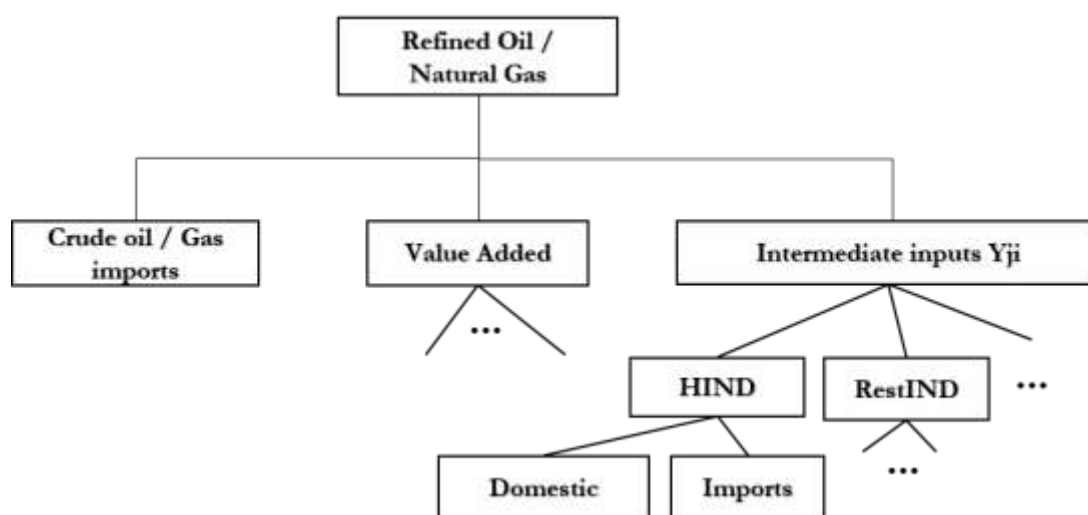 Refined Oil /
Natural Gas
Crude oil / Gas
imports
Value Added
Intermediate inputs Yji
...
HIND
RestIND
...
...
Domestic
Imports